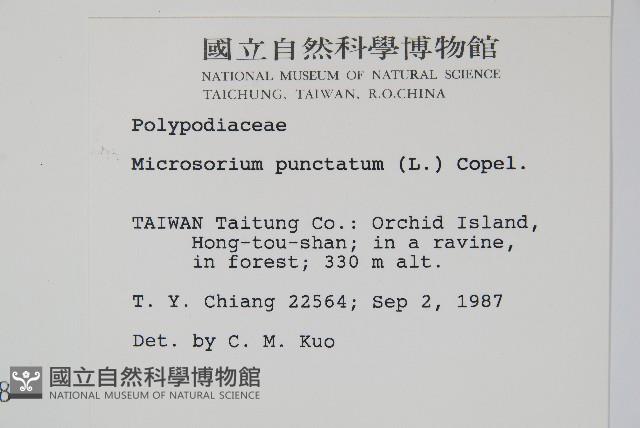 國立自然科學博物館
NATIONAL MUSEUM OF NATURAL SCIENCE
TAICHUNG, TAIWAN, R.O.CHINA
Polypodiaceae
Microsorium punctatum (L.) Copel.
TAIWAN Taitung Co.: Orchid Island,
Hong-tou-shan; in a ravine,
in forest; 330 m alt.
T. Y. Chiang 22564; Sep 2, 1987
Det. by C. M. Kuo
8
國立自然科學博物館
NATIONAL MUSEUM OF NATURAL SCIENCE